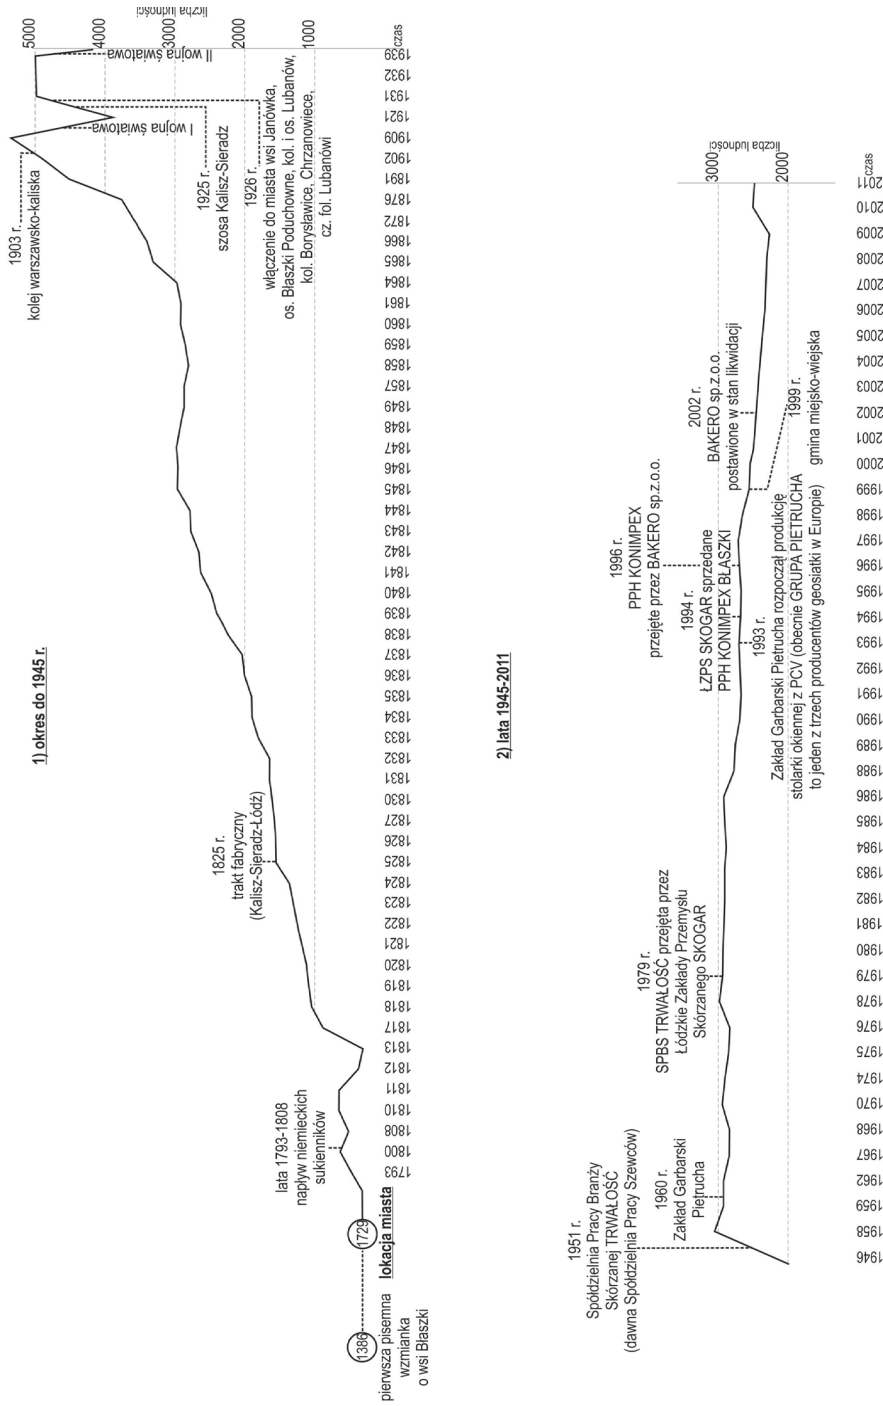 1) okres do 1945 r.
liczba ludności
5000
4000
3000
2000
1000
czas
1386
pierwsza pisemna
wzmianka
o wsi Błaszki
1729
lokacja miasta
lata 1793-1808
napływ niemieckich
sukienników
1825 r.
trakt fabryczny
(Kalisz-Sieradz-Łódź)
1903 r.
kolej warszawsko-kaliska
I wojna światowa
1925 r.
szosa Kalisz-Sieradz
1926 r.
włączenie do miasta wsi Janówka,
os. Błaszki Poduchowne, kol. i os. Lubanów,
kol. Borysławice, Chrzanowiece,
cz. fol. Lubanówi
II wojna światowa
1793
1800
1808
1810
1811
1812
1813
1817
1818
1819
1820
1821
1822
1823
1824
1825
1826
1827
1830
1831
1832
1833
1834
1835
1836
1837
1838
1839
1840
1841
1842
1843
1844
1845
1846
1847
1848
1849
1857
1858
1859
1860
1861
1864
1865
1866
1872
1876
1891
1902
1909
1921
1931
1932
1939
2) lata 1945-2011
liczba ludności
3000
2000
czas
1951 r.
Spółdzielnia Pracy Branży
Skórzanej TRWAŁOŚĆ
(dawna Spółdzielnia Pracy Szewców)
1960 r.
Zakład Garbarski
Pietrucha
1979 r.
SPBS TRWAŁOŚĆ przejęta przez
Łódzkie Zakłady Przemysłu
Skórzanego SKOGAR
1993 r.
Zakład Garbarski Pietrucha rozpoczął produkcję
stolarki okiennej z PCV (obecnie GRUPA PIETRUCHA
to jeden z trzech producentów geosiatki w Europie)
1994 r.
ŁZPS SKOGAR sprzedane
PPH KONIMPEX BŁASZKI
1996 r.
PPH KONIMPEX
przejęte przez BAKERO sp.z.o.o.
1999 r.
gmina miejsko-wiejska
2002 r.
BAKERO sp.z.o.o.
postawione w stan likwidacji
1946
1958
1959
1962
1967
1968
1970
1974
1975
1976
1978
1979
1980
1981
1982
1983
1984
1985
1986
1988
1989
1990
1991
1992
1993
1994
1995
1996
1997
1998
1999
2000
2001
2002
2003
2004
2005
2006
2007
2008
2009
2010
2011